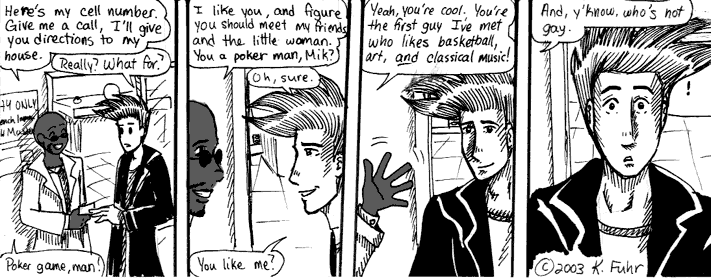 Here's my cell number.
Give me a call, I'll give
you directions to my
house.
Really? What for?
Poker game, man!
I like you, and figure
you should meet my friends
and the little woman.
You a poker man, Mik?
Oh, sure.
You like me?
Yeah, you're cool. You're
the first guy I've met
who likes basketball,
art, and classical music!
And, y'know, who's not
gay.
!
©2003 K. Fuhr